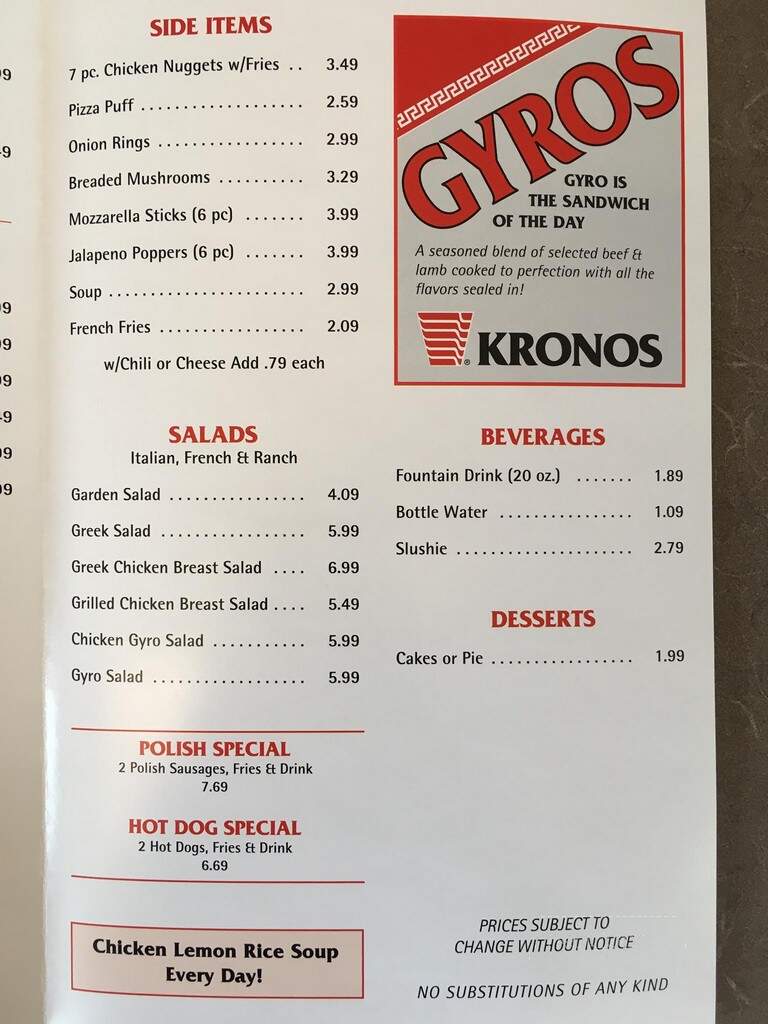 SIDE ITEMS
7 pc. Chicken Nuggets w/Fries .. 3.49
Pizza Puff ................... 2.59
Onion Rings ................. 2.99
Breaded Mushrooms .......... 3.29
Mozzarella Sticks (6 pc) ....... 3.99
Jalapeno Poppers (6 pc) ....... 3.99
Soup ....................... 2.99
French Fries ................. 2.09
w/Chili or Cheese Add .79 each
SALADS
Italian, French & Ranch
Garden Salad ................ 4.09
Greek Salad ................. 5.99
Greek Chicken Breast Salad .... 6.99
Grilled Chicken Breast Salad .... 5.49
Chicken Gyro Salad ........... 5.99
Gyro Salad .................. 5.99
POLISH SPECIAL
2 Polish Sausages, Fries & Drink
7.69
HOT DOG SPECIAL
2 Hot Dogs, Fries & Drink
6.69
Chicken Lemon Rice Soup
Every Day!
GYROS
GYRO IS
THE SANDWICH
OF THE DAY
A seasoned blend of selected beef &
lamb cooked to perfection with all the
flavors sealed in!
® KRONOS
BEVERAGES
Fountain Drink (20 oz.) ....... 1.89
Bottle Water ................ 1.09
Slushie ..................... 2.79
DESSERTS
Cakes or Pie ................. 1.99
PRICES SUBJECT TO
CHANGE WITHOUT NOTICE
NO SUBSTITUTIONS OF ANY KIND